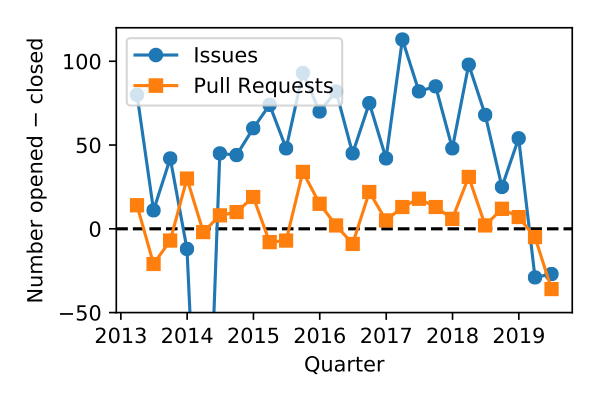 Number opened − closed
100
50
0
−50
Issues
Pull Requests
2013 2014 2015 2016 2017 2018 2019
Quarter